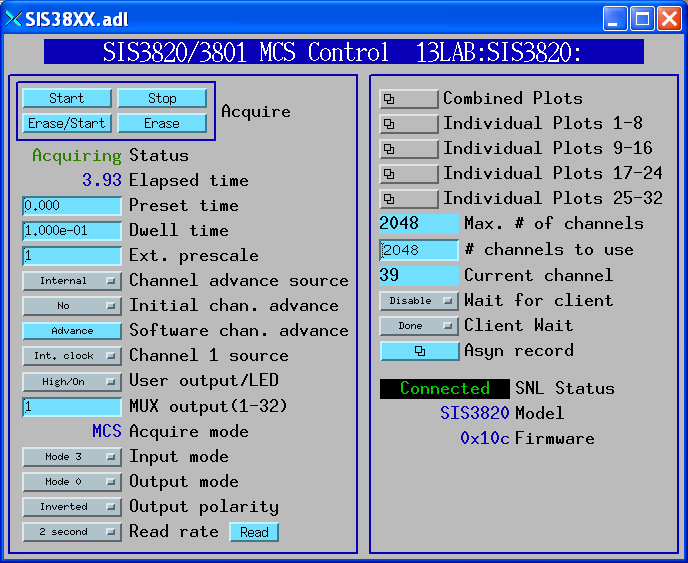 SIS38XX.adl
SIS3820/3801 MCS Control 13LAB:SIS3820:
Start Stop
Erase/Start Erase
Acquire
Acquiring Status
3.93 Elapsed time
0.000 Preset time
1.000e-01 Dwell time
1 Ext. prescale
Internal Channel advance source
No Initial chan. advance
Advance Software chan. advance
Int. clock Channel 1 source
High/On User output/LED
1 MUX output(1-32)
MCS Acquire mode
Mode 3 Input mode
Mode 0 Output mode
Inverted Output polarity
2 second Read rate Read
Combined Plots
Individual Plots 1-8
Individual Plots 9-16
Individual Plots 17-24
Individual Plots 25-32
2048 Max. # of channels
2048 # channels to use
39 Current channel
Disable Wait for client
Done Client Wait
Asyn record
Connected SNL Status
SIS3820 Model
0x10c Firmware